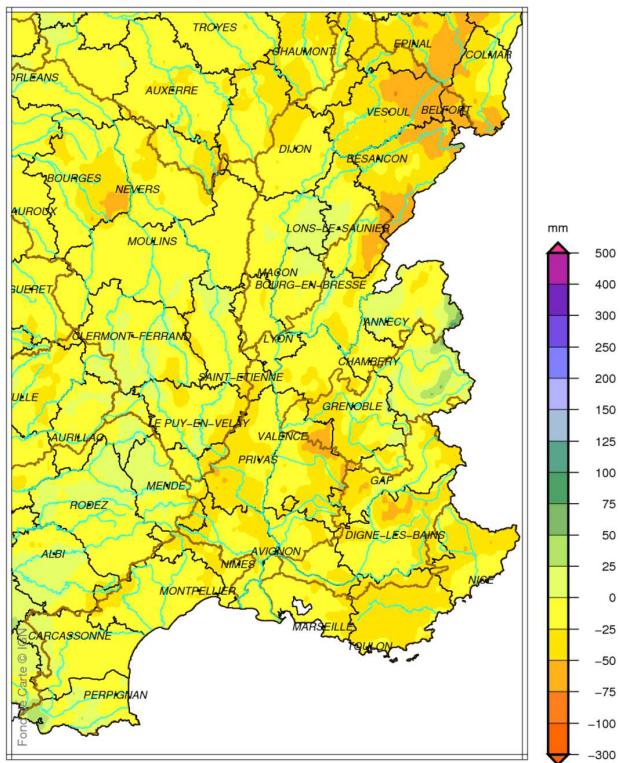 TROYES
CHAUMONT
EPINAL
COLMAR
ORLEANS
AUXERRE
VESOUL
BELFORT
DIJON
BESANCON
BOURGES
NEVERS
AUROUX
LONS-LE-SAUNIER
MOULINS
MACON
BOURG-EN-BRESSE
GUERET
ANNECY
CLERMONT-FERRAND
LYON
CHAMBERY
SAINT-ETIENNE
ULLE
GRENOBLE
LE PUY-EN-VELAY
AURILLAC
VALENCE
PRIVAS
GAP
MENDE
RODEZ
DIGNE-LES-BAINS
ALBI
AVIGNON
NIMES
NICE
MONTPELLIER
MARSEILLE
CARCASSONNE
TOULON
PERPIGNAN
Fond de Carte © IGN
mm
500
400
300
250
200
150
125
100
75
50
25
0
-25
-50
-75
-100
-300